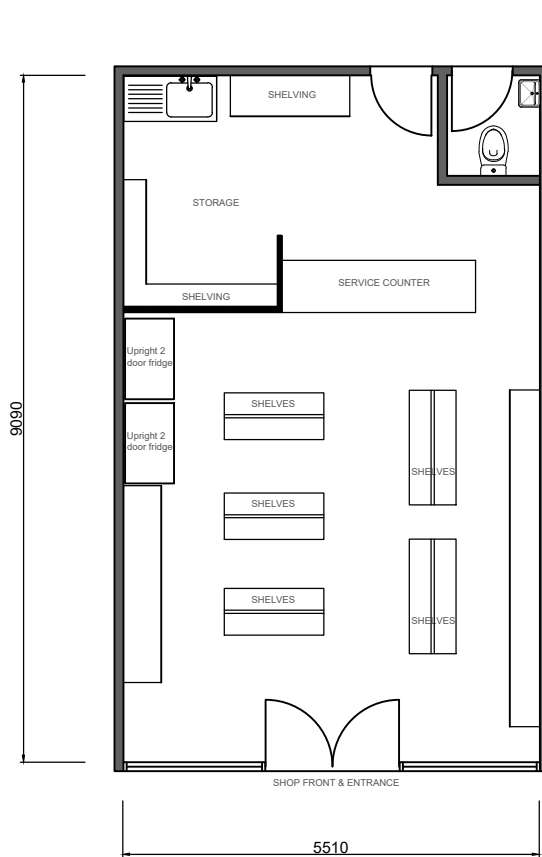 SHELVING
STORAGE
SERVICE COUNTER
SHELVING
Upright 2
door fridge
SHELVES
9090
Upright 2
door fridge
SHELVES
SHELVES
SHELVES
SHELVES
SHOP FRONT & ENTRANCE
5510